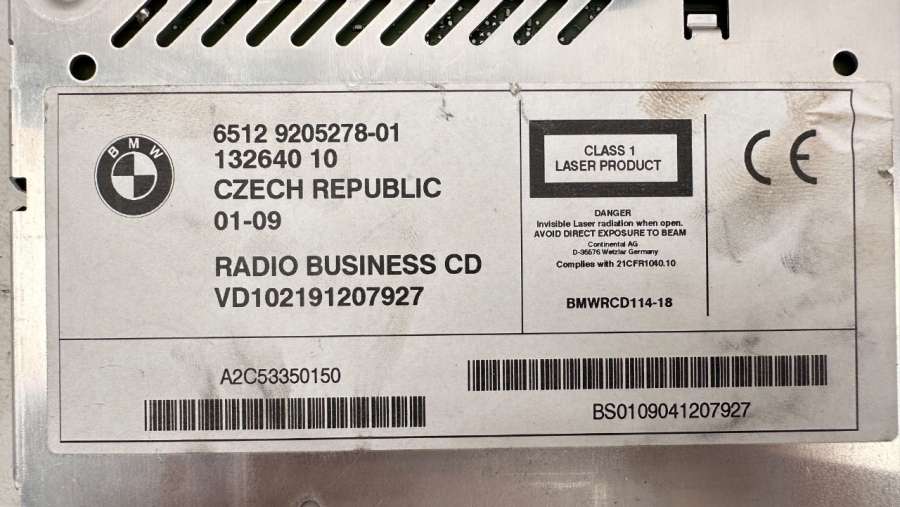 BMW
6512 9205278-01
132640 10
CZECH REPUBLIC
01-09
RADIO BUSINESS CD
VD102191207927
CLASS 1
LASER PRODUCT
DANGER
Invisible Laser radiation when open.
AVOID DIRECT EXPOSURE TO BEAM
Continental AG
D-35576 Wetzlar Germany
Complies with 21CFR1040.10
BMWRCD114-18
CE
A2C53350150
BS0109041207927